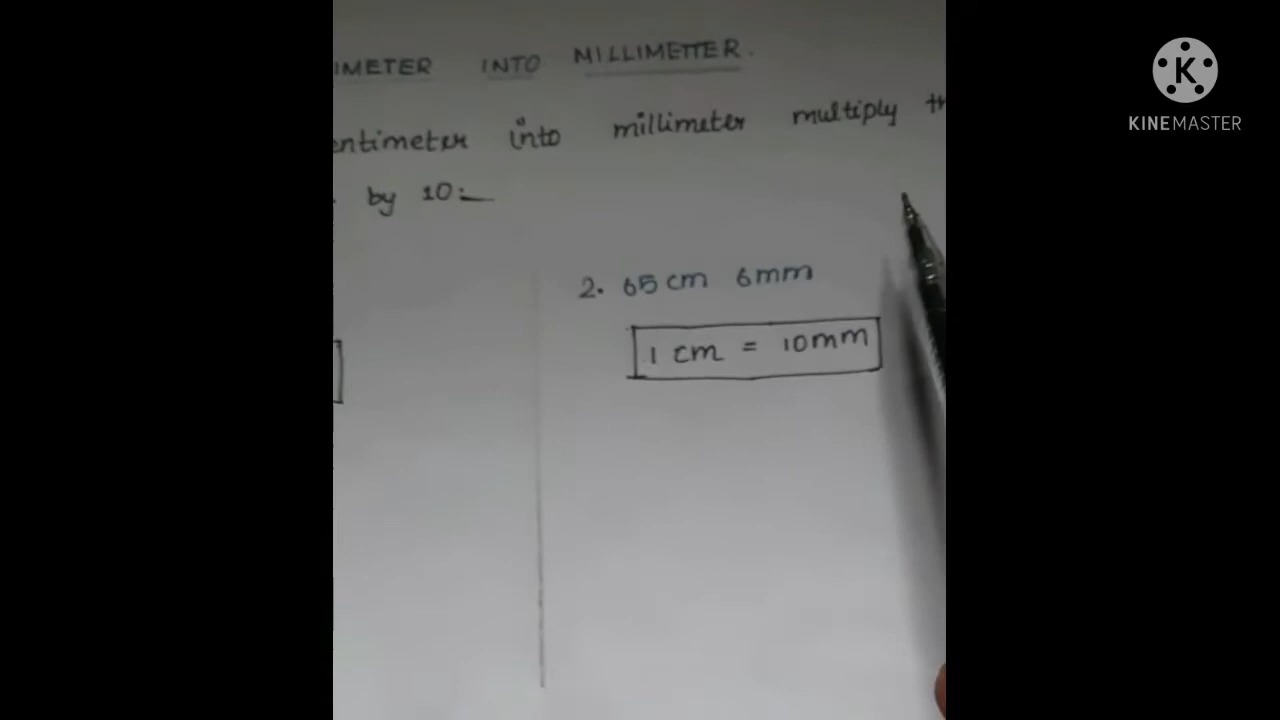 IMETER INTO MILLIMETTER.
entimeter into millimeter multiply th
by 10:
2. 65 cm 6mm
1 cm = 10mm
KINEMASTER